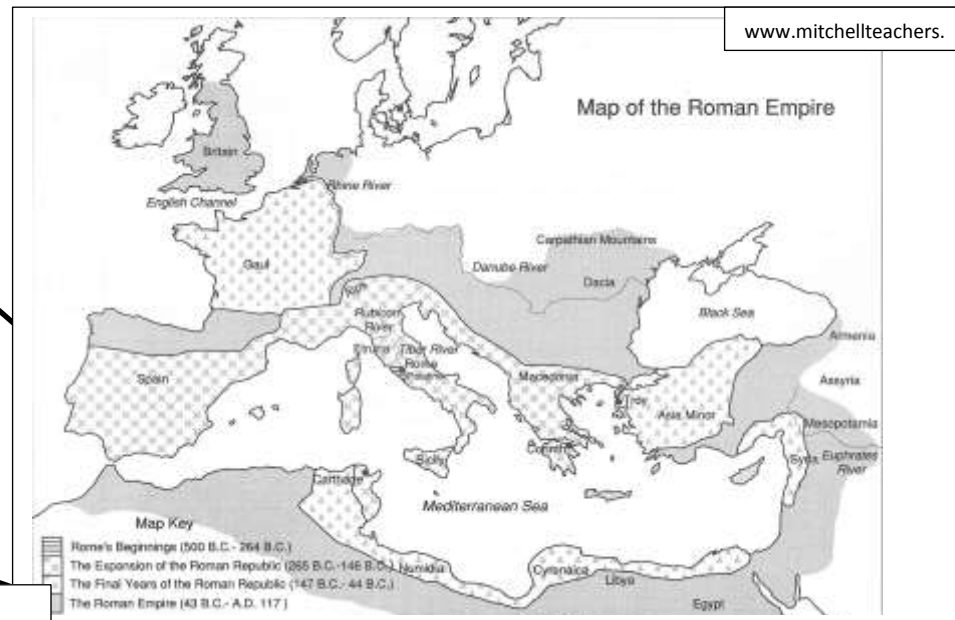 www.mitchellteachers.
Map of the Roman Empire
Britain
Rhine River
English Channel
Carpathian Mountains
Gaul
Danube River
Dacia
Rubicon
River
Black Sea
Armenia
Tiber River
Rome
Spain
Macedonia
Troy
Assyria
Asia Minor
Mesopotamia
Corinth
Sicily
Syria
Euphrates
River
Carthage
Mediterranean Sea
Map Key
Rome's Beginnings (500 B.C.- 264 B.C.)
The Expansion of the Roman Republic (265 B.C.-146 B.C.)
Numidia
Cyrenaica
The Final Years of the Roman Republic (147 B.C.- 44 B.C.)
Libya
The Roman Empire (43 B.C.- A.D. 117 )
Egypt